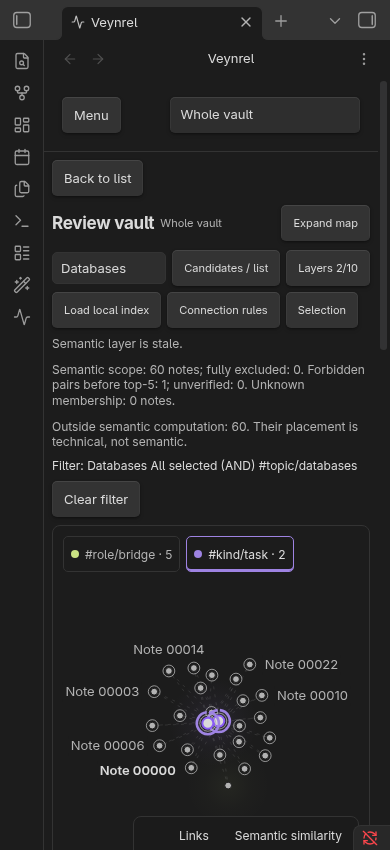 Veynrel
Veynrel
Menu
Whole vault
Back to list
Review vault Whole vault
Expand map
Databases
Candidates / list
Layers 2/10
Load local index
Connection rules
Selection
Semantic layer is stale.
Semantic scope: 60 notes; fully excluded: 0. Forbidden
pairs before top-5: 1; unverified: 0. Unknown
membership: 0 notes.
Outside semantic computation: 60. Their placement is
technical, not semantic.
Filter: Databases All selected (AND) #topic/databases
Clear filter
#role/bridge · 5
#kind/task · 2
Note 00014
Note 00022
Note 00003
Note 00010
Note 00006
Note 00000
Links
Semantic similarity